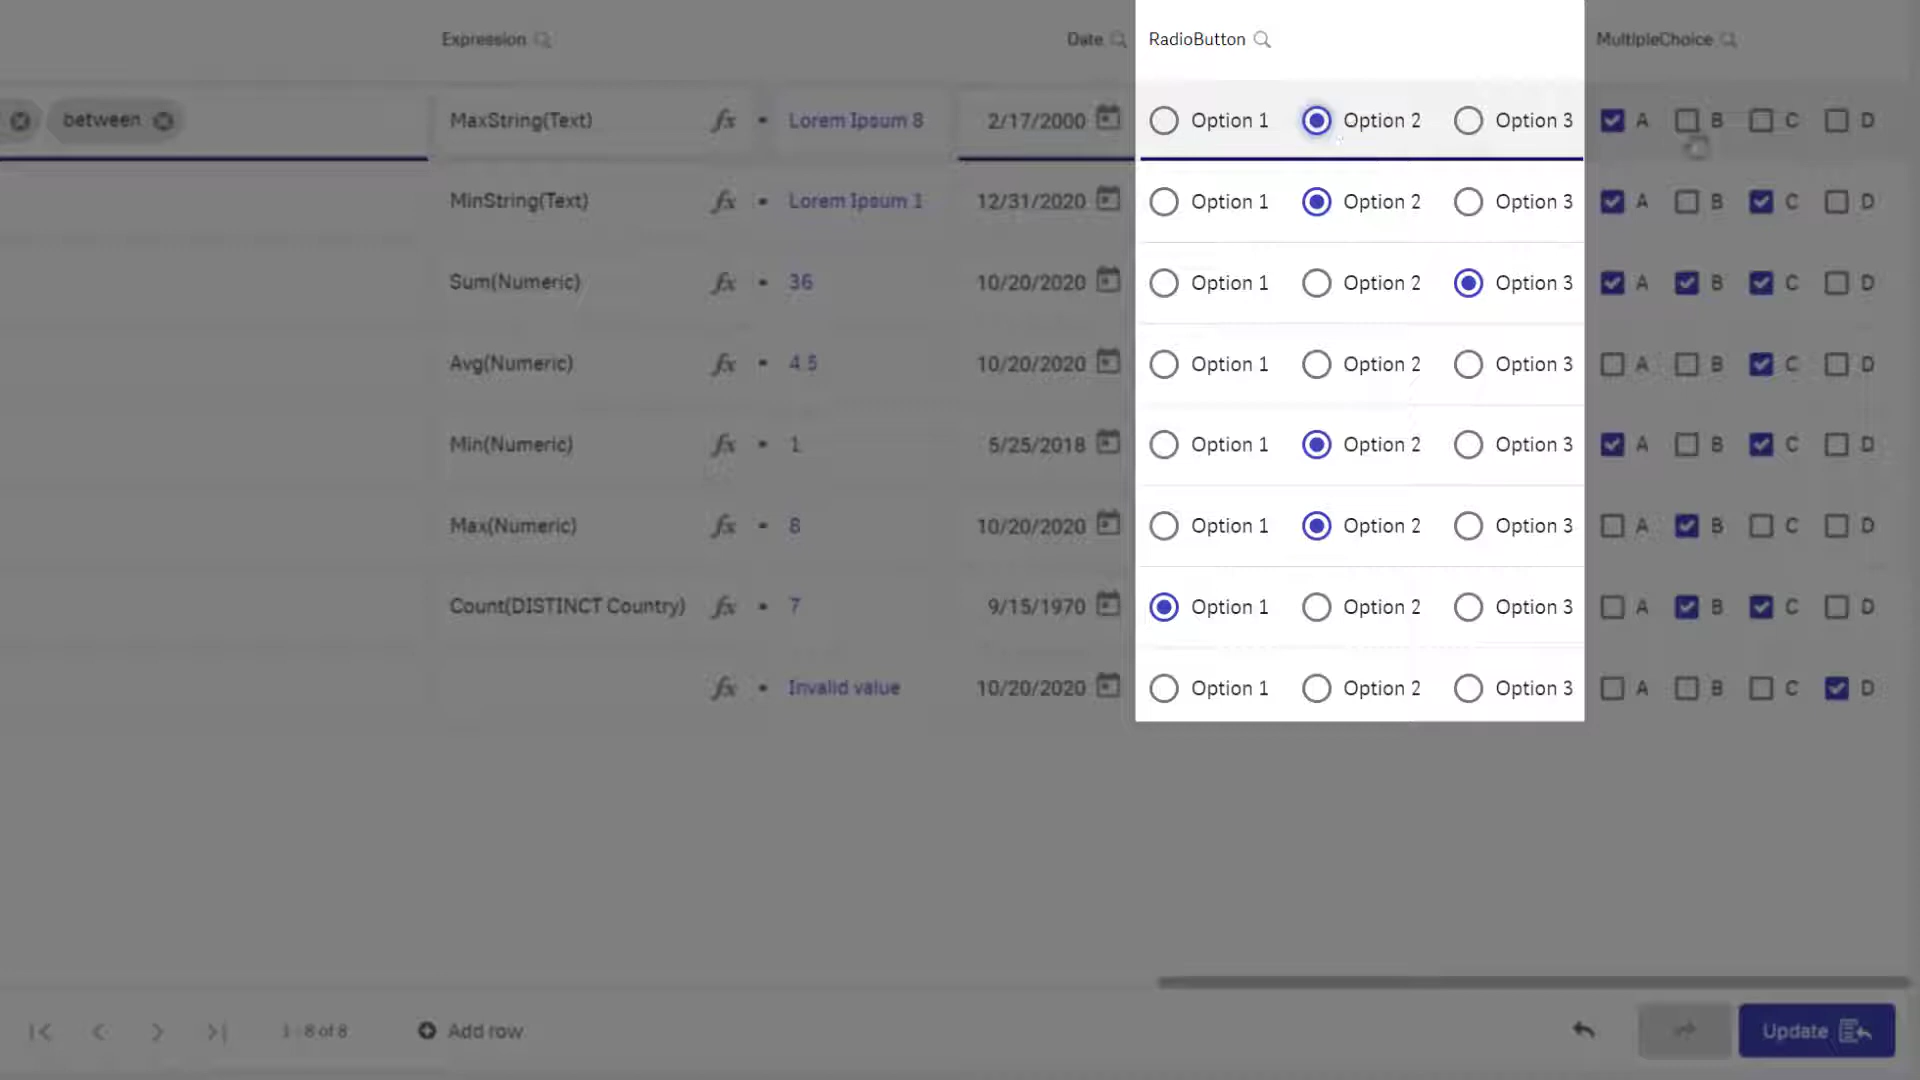 Expression Date RadioButton MultipleChoice
between MaxString(Text) fx • Lorem Ipsum 8 2/17/2000 Option 1 Option 2 Option 3 A B C D
MinString(Text) fx • Lorem Ipsum 1 12/31/2020 Option 1 Option 2 Option 3 A B C D
Sum(Numeric) fx • 36 10/20/2020 Option 1 Option 2 Option 3 A B C D
Avg(Numeric) fx • 4.5 10/20/2020 Option 1 Option 2 Option 3 A B C D
Min(Numeric) fx • 1 5/25/2018 Option 1 Option 2 Option 3 A B C D
Max(Numeric) fx • 8 10/20/2020 Option 1 Option 2 Option 3 A B C D
Count(DISTINCT Country) fx • 7 9/15/1970 Option 1 Option 2 Option 3 A B C D
fx • Invalid value 10/20/2020 Option 1 Option 2 Option 3 A B C D
1 - 8 of 8 Add row Update